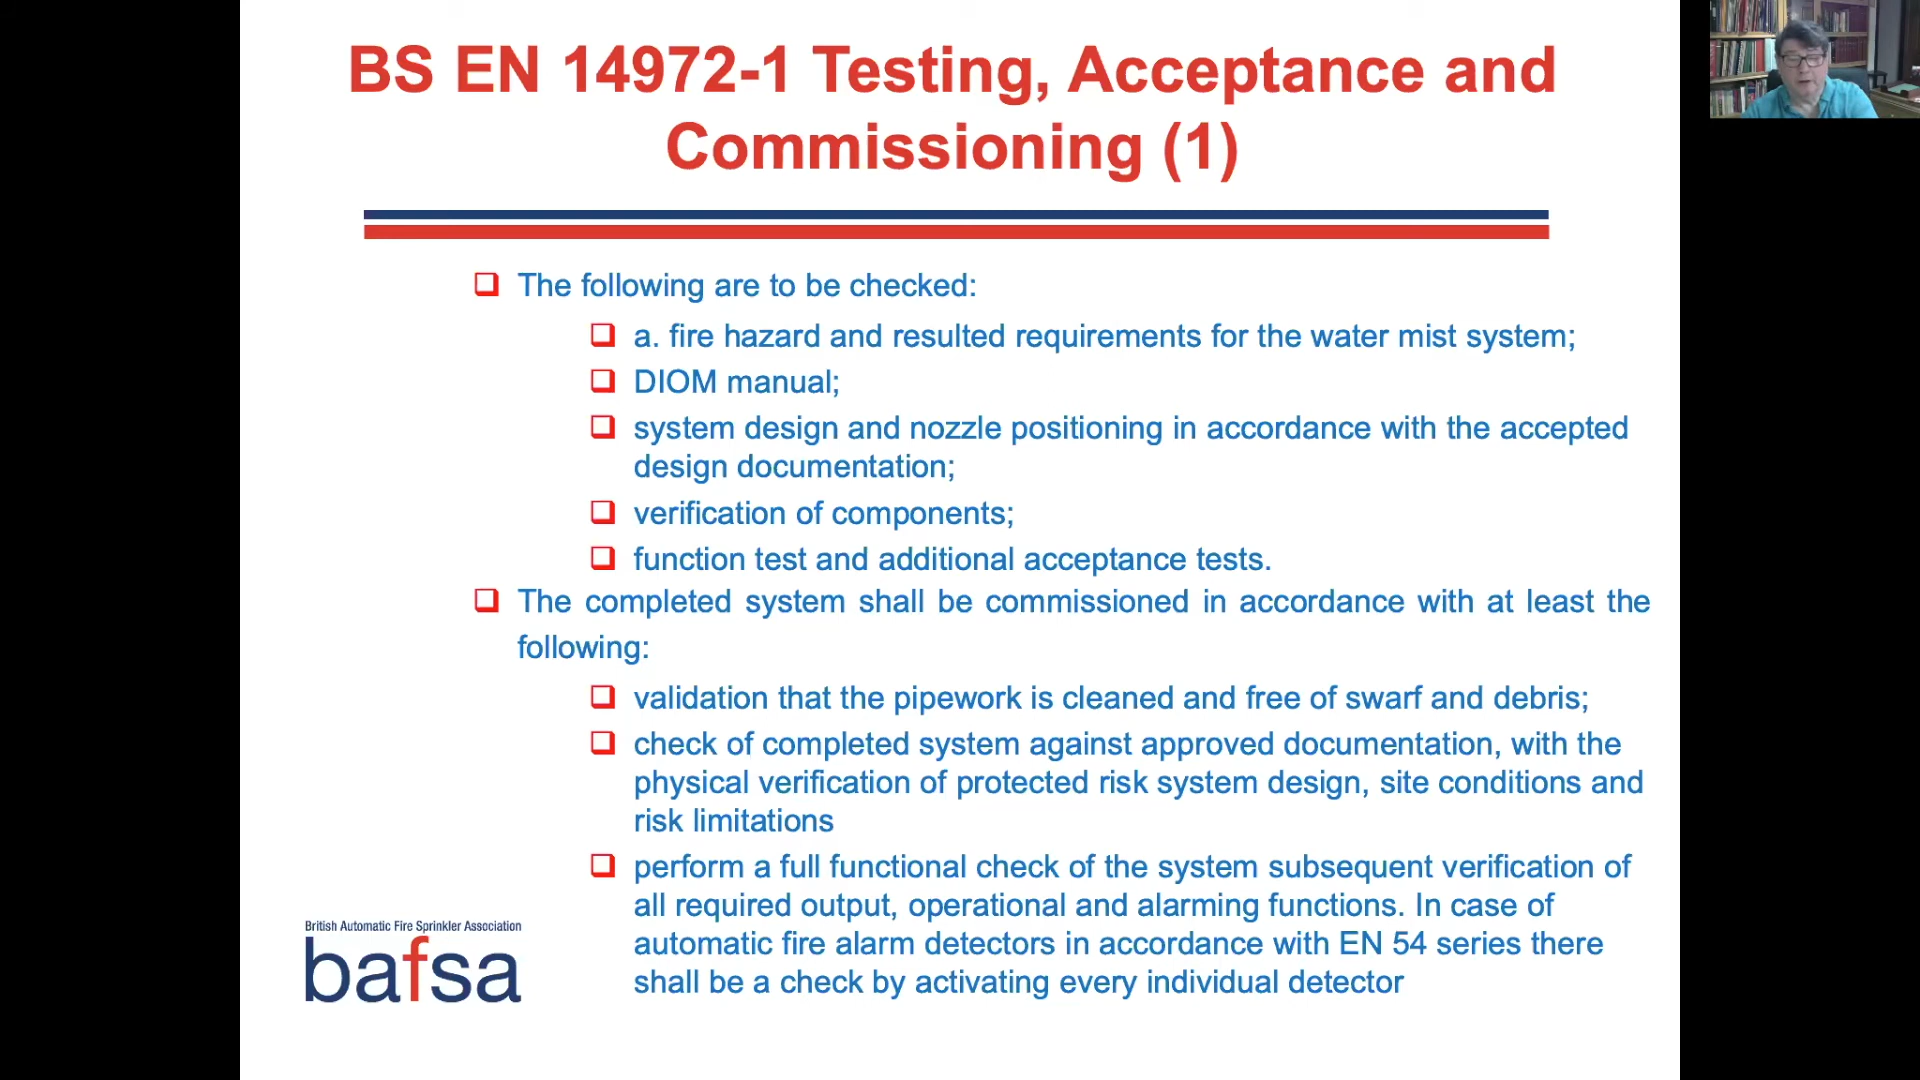 BS EN 14972-1 Testing, Acceptance and
Commissioning (1)
The following are to be checked:
a. fire hazard and resulted requirements for the water mist system;
DIOM manual;
system design and nozzle positioning in accordance with the accepted
design documentation;
verification of components;
function test and additional acceptance tests.
The completed system shall be commissioned in accordance with at least the
following:
validation that the pipework is cleaned and free of swarf and debris;
check of completed system against approved documentation, with the
physical verification of protected risk system design, site conditions and
risk limitations
perform a full functional check of the system subsequent verification of
all required output, operational and alarming functions. In case of
automatic fire alarm detectors in accordance with EN 54 series there
shall be a check by activating every individual detector
British Automatic Fire Sprinkler Association
bafsa